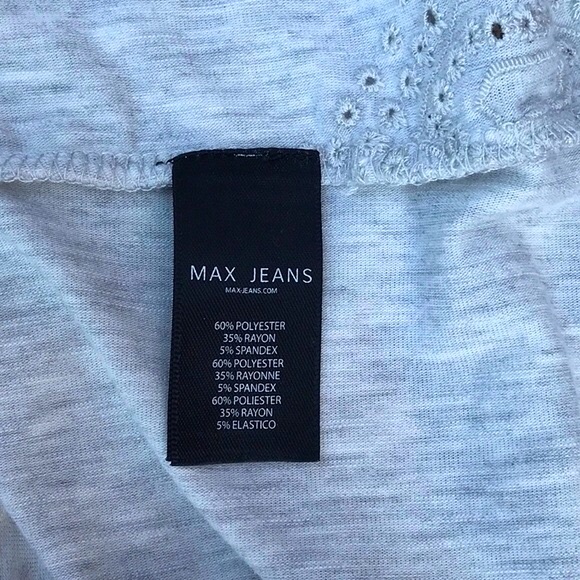 MAX JEANS
MAX-JEANS.COM
60% POLYESTER
35% RAYON
5% SPANDEX
60% POLYESTER
35% RAYONNE
5% SPANDEX
60% POLIESTER
35% RAYON
5% ELASTICO